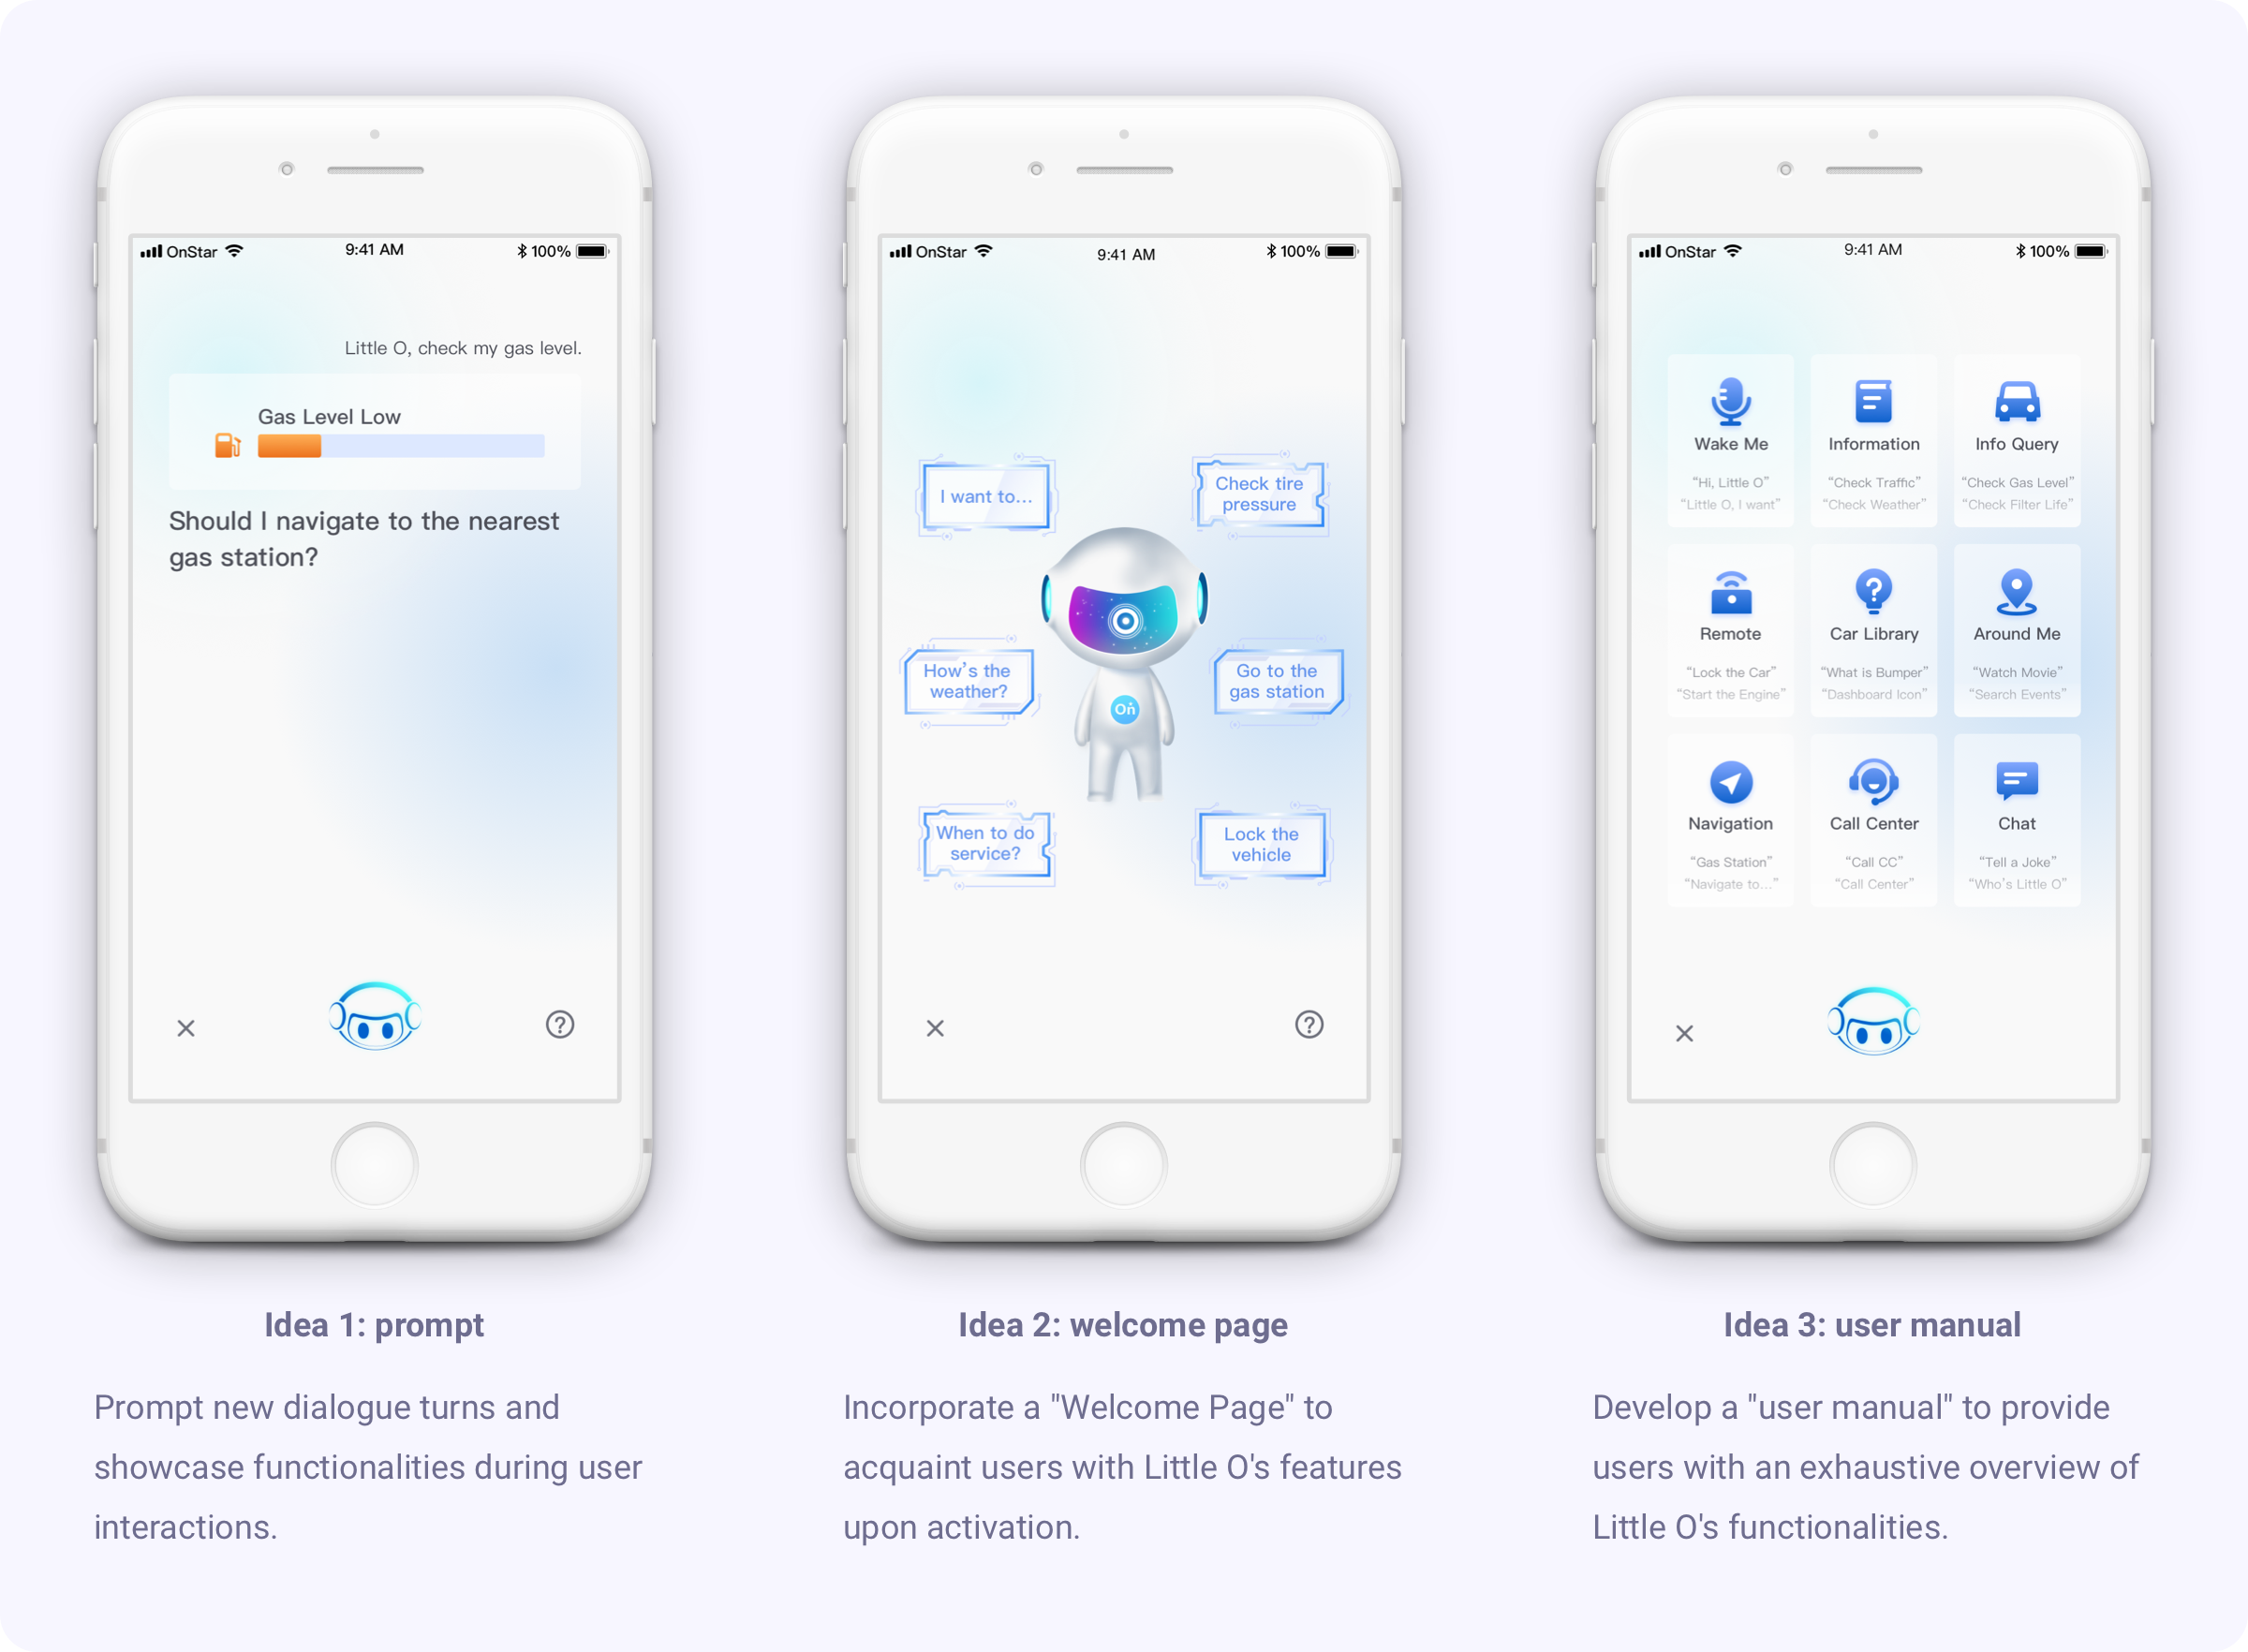 OnStar 9:41 AM 100%
Little O, check my gas level.
Gas Level Low
Should I navigate to the nearest
gas station?
Idea 1: prompt
Prompt new dialogue turns and
showcase functionalities during user
interactions.
OnStar 9:41 AM 100%
I want to...
Check tire
pressure
How's the
weather?
Go to the
gas station
On
When to do
service?
Lock the
vehicle
Idea 2: welcome page
Incorporate a "Welcome Page" to
acquaint users with Little O's features
upon activation.
OnStar 9:41 AM 100%
Wake Me
“Hi, Little O”
“Little O, I want”
Information
“Check Traffic”
“Check Weather”
Info Query
“Check Gas Level”
“Check Filter Life”
Remote
“Lock the Car”
“Start the Engine”
Car Library
“What is Bumper”
“Dashboard Icon”
Around Me
“Watch Movie”
“Search Events”
Navigation
“Gas Station”
“Navigate to...”
Call Center
“Call CC”
“Call Center”
Chat
“Tell a Joke”
“Who's Little O”
Idea 3: user manual
Develop a "user manual" to provide
users with an exhaustive overview of
Little O's functionalities.